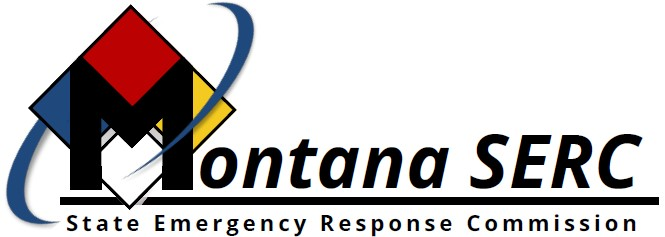 Montana SERC
State Emergency Response Commission